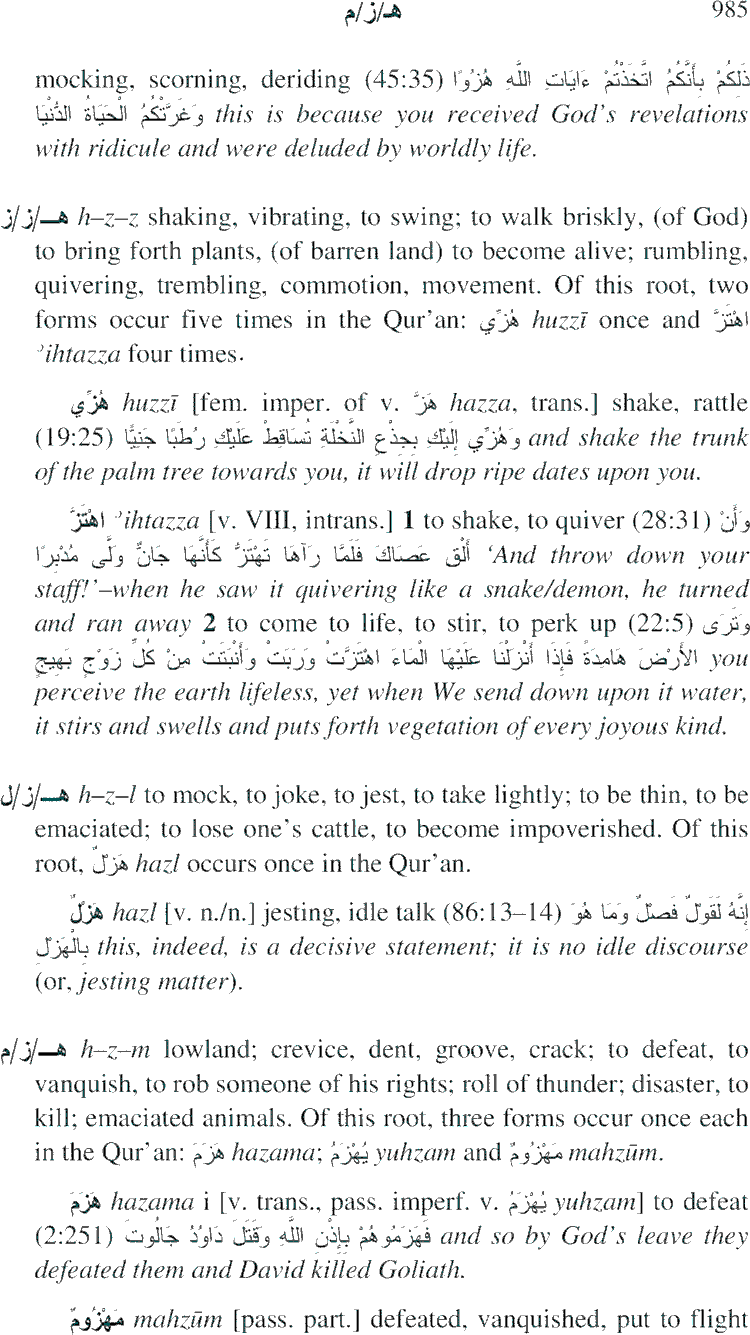 هـ/ز/م 985
mocking, scorning, deriding (45:35) ذَلَكُمْ بِأَنَّكُمُ اتَّخَذْتُمْ ءَايَاتِ اللَّهِ هُزُوًا
وَغَرَّتْكُمُ الْحَيَاةُ الدُّنْيَا this is because you received God's revelations
with ridicule and were deluded by worldly life.
هـ/ز/ز h–z–z shaking, vibrating, to swing; to walk briskly, (of God)
to bring forth plants, (of barren land) to become alive; rumbling,
quivering, trembling, commotion, movement. Of this root, two
forms occur five times in the Qur'an: هُزِّي huzzī once and اهْتَزَّ
ʾihtazza four times.
هُزِّي huzzī [fem. imper. of v. هَزَّ hazza, trans.] shake, rattle
(19:25) وَهُزِّي إِلَيْكِ بِجِذْعِ النَّخْلَةِ تُسَاقِطْ عَلَيْكِ رُطَبًا جَنِيًّا and shake the trunk
of the palm tree towards you, it will drop ripe dates upon you.
اهْتَزَّ ʾihtazza [v. VIII, intrans.] 1 to shake, to quiver (28:31) وَأَنْ
أَلْقِ عَصَاكَ فَلَمَّا رَآهَا تَهْتَزُّ كَأَنَّهَا جَانٌّ وَلَّى مُدْبِرًا 'And throw down your
staff!'–when he saw it quivering like a snake/demon, he turned
and ran away 2 to come to life, to stir, to perk up (22:5) وَتَرَى
الأَرْضَ هَامِدَةً فَإِذَا أَنْزَلْنَا عَلَيْهَا الْمَاءَ اهْتَزَّتْ وَرَبَتْ وَأَنْبَتَتْ مِنْ كُلِّ زَوْجٍ بَهِيجٍ you
perceive the earth lifeless, yet when We send down upon it water,
it stirs and swells and puts forth vegetation of every joyous kind.
هـ/ز/ل h–z–l to mock, to joke, to jest, to take lightly; to be thin, to be
emaciated; to lose one's cattle, to become impoverished. Of this
root, هَزْلٌ hazl occurs once in the Qur'an.
هَزْلٌ hazl [v. n./n.] jesting, idle talk (86:13–14) إِنَّهُ لَقَوْلٌ فَصْلٌ وَمَا هُوَ
بِالْهَزْلِ this, indeed, is a decisive statement; it is no idle discourse
(or, jesting matter).
هـ/ز/م h–z–m lowland; crevice, dent, groove, crack; to defeat, to
vanquish, to rob someone of his rights; roll of thunder; disaster, to
kill; emaciated animals. Of this root, three forms occur once each
in the Qur'an: هَزَمَ hazama; يُهْزَمُ yuhzam and مَهْزُومٌ mahzūm.
هَزَمَ hazama i [v. trans., pass. imperf. v. يُهْزَمُ yuhzam] to defeat
(2:251) فَهَزَمُوهُمْ بِإِذْنِ اللَّهِ وَقَتَلَ دَاوُدُ جَالُوتَ and so by God's leave they
defeated them and David killed Goliath.
مَهْزُومٌ mahzūm [pass. part.] defeated, vanquished, put to flight